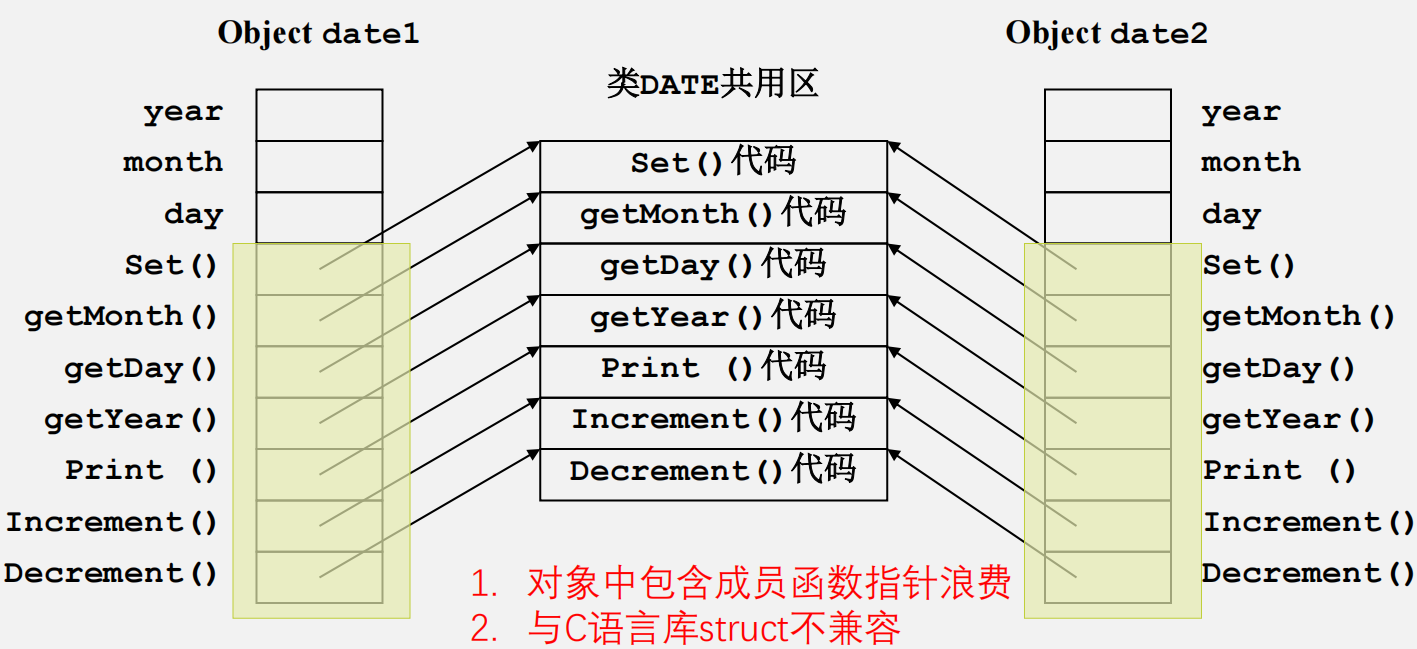 Object date1
Object date2
类DATE共用区
year
month
day
Set()
getMonth()
getDay()
getYear()
Print ()
Increment()
Decrement()
Set()代码
getMonth()代码
getDay()代码
getYear()代码
Print ()代码
Increment()代码
Decrement()代码
year
month
day
Set()
getMonth()
getDay()
getYear()
Print ()
Increment()
Decrement()
1. 对象中包含成员函数指针浪费
2. 与C语言库struct不兼容